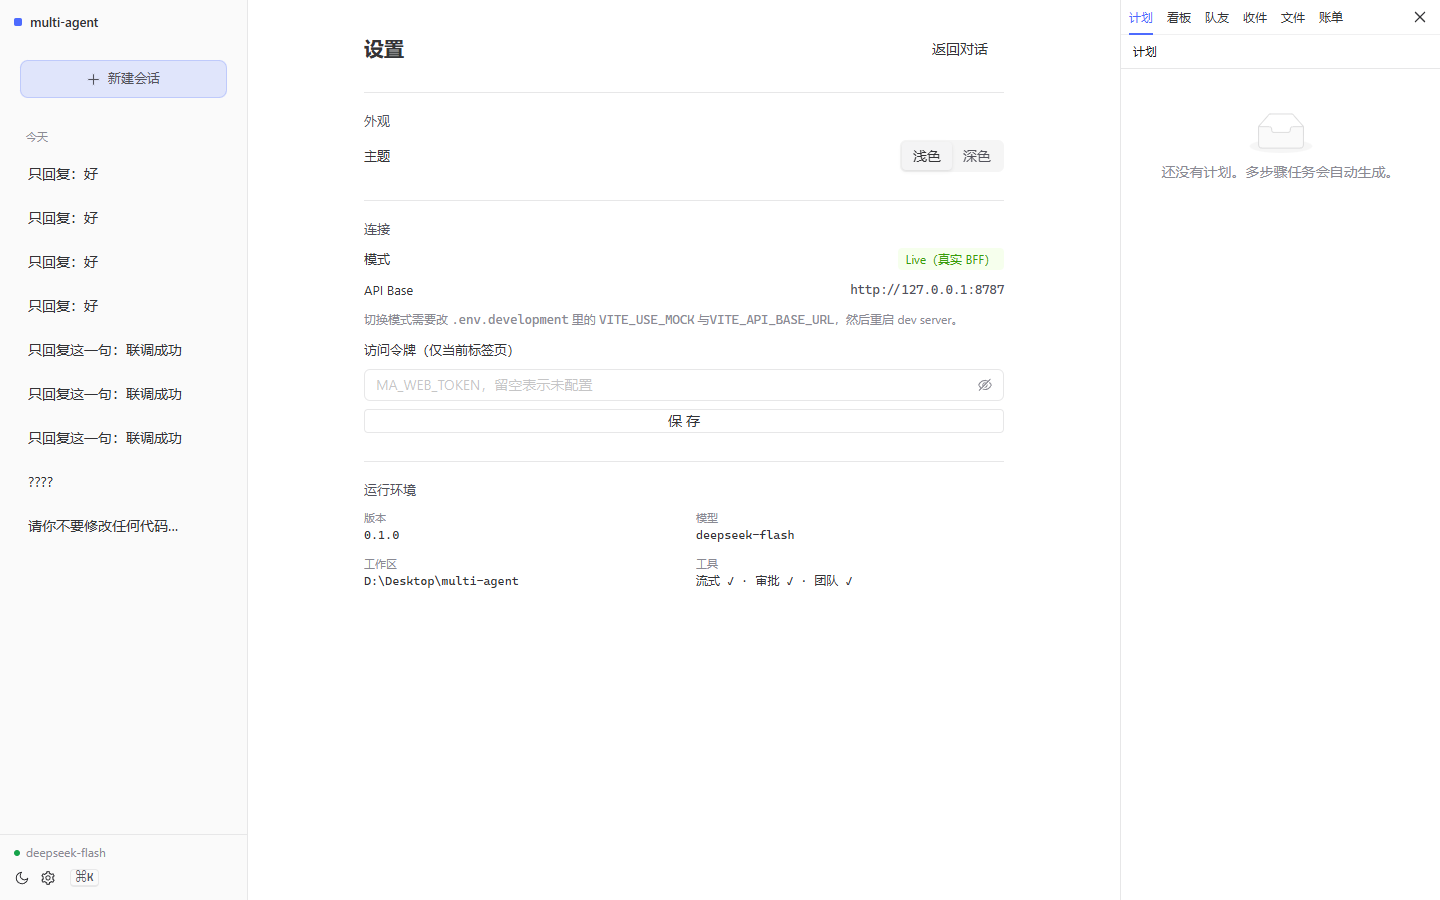 multi-agent
新建会话
今天
只回复：好
只回复：好
只回复：好
只回复：好
只回复这一句：联调成功
只回复这一句：联调成功
只回复这一句：联调成功
????
请你不要修改任何代码...
deepseek-flash
⌘K
设置
返回对话
外观
主题
浅色 深色
连接
模式
Live（真实 BFF）
API Base
http://127.0.0.1:8787
切换模式需要改 .env.development 里的 VITE_USE_MOCK 与VITE_API_BASE_URL，然后重启 dev server。
访问令牌（仅当前标签页）
MA_WEB_TOKEN，留空表示未配置
保 存
运行环境
版本
0.1.0
模型
deepseek-flash
工作区
D:\Desktop\multi-agent
工具
流式 ✓ · 审批 ✓ · 团队 ✓
计划 看板 队友 收件 文件 账单
计划
还没有计划。多步骤任务会自动生成。